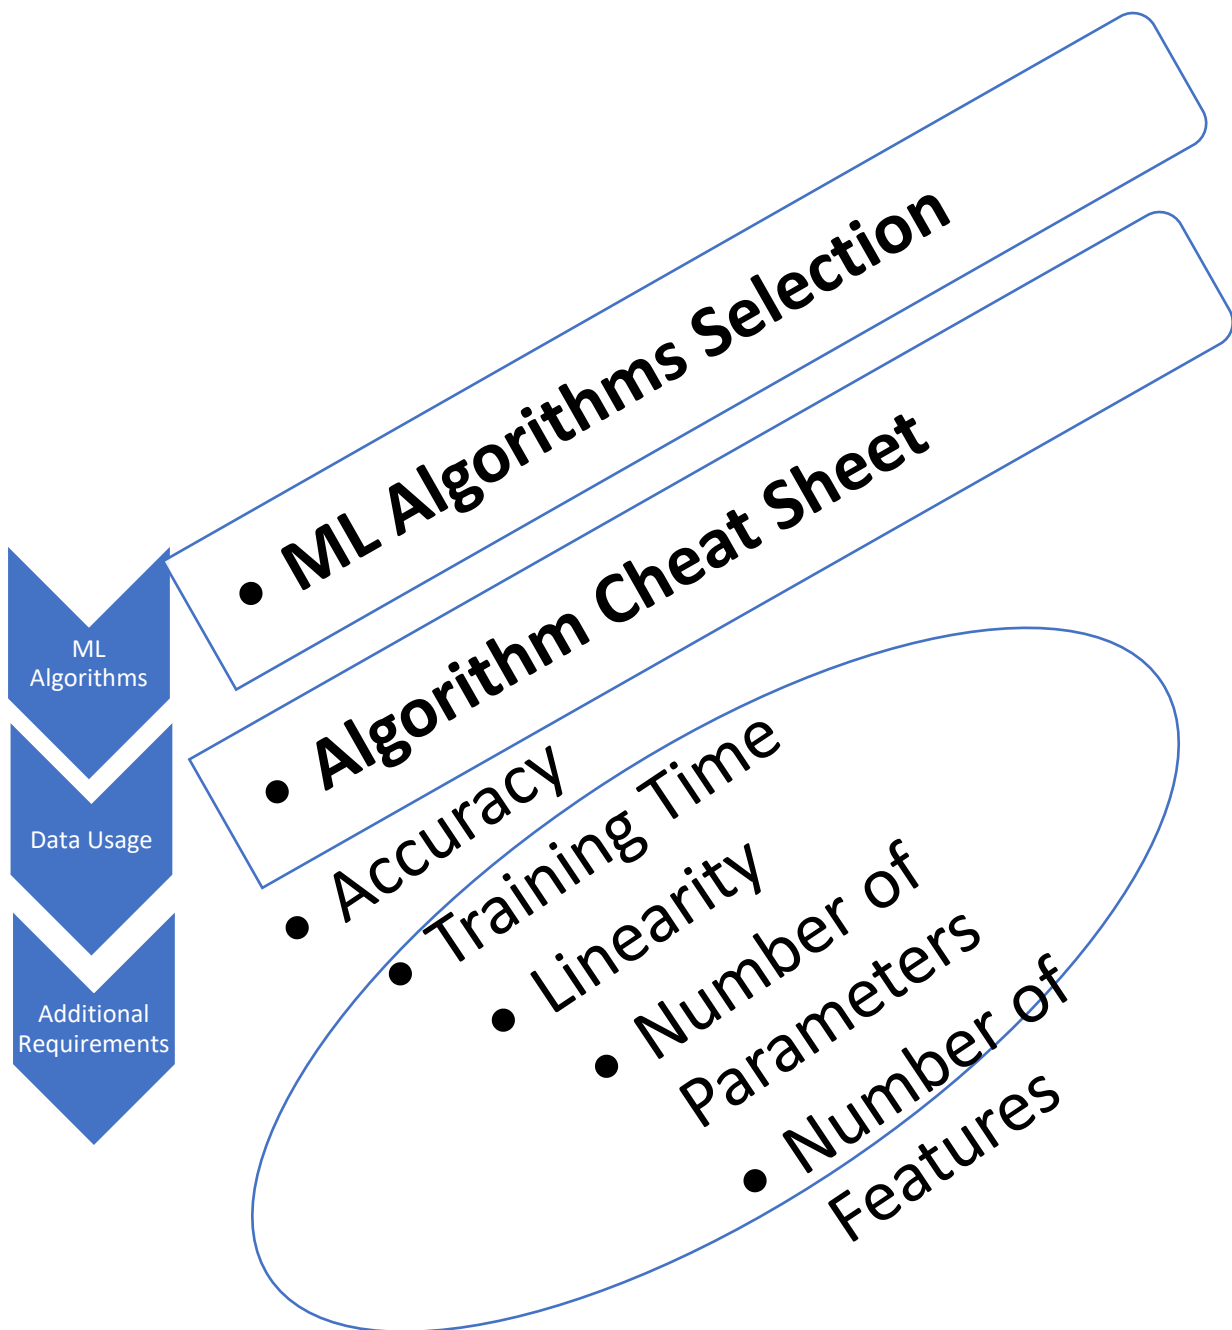 • ML Algorithms Selection
• Algorithm Cheat Sheet
• Accuracy
• Training Time
• Linearity
• Number of
Parameters
• Number of
Features
ML
Algorithms
Data Usage
Additional
Requirements